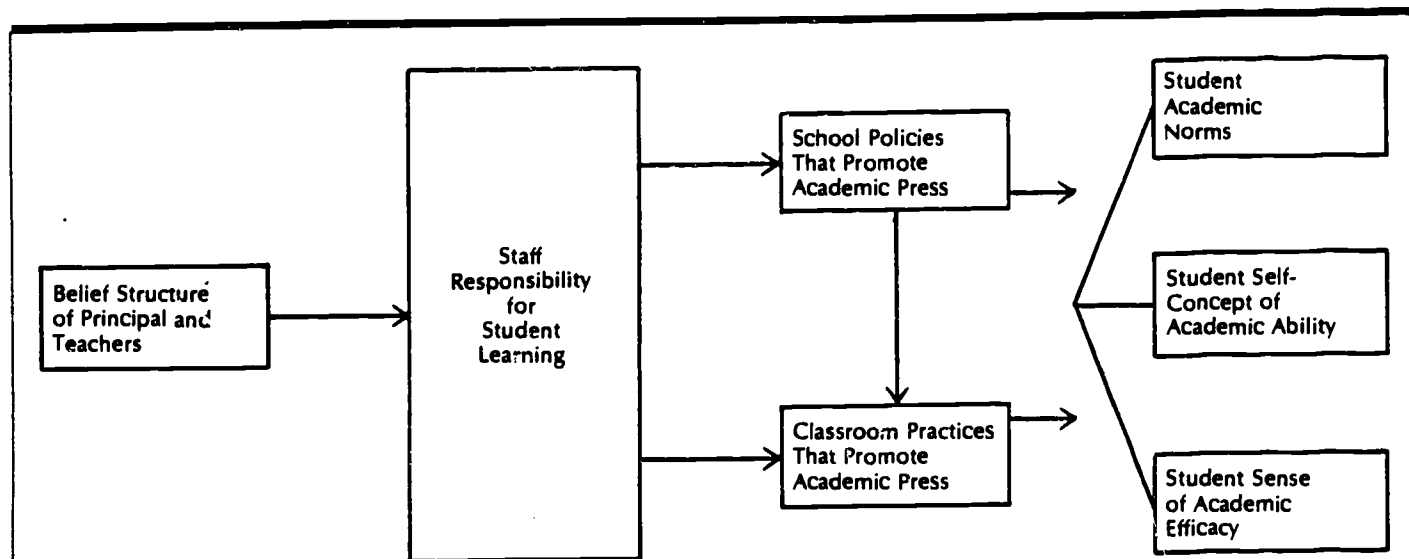 Belief Structure
of Principal and
Teachers
Staff
Responsibility
for
Student
Learning
School Policies
That Promote
Academic Press
Classroom Practices
That Promote
Academic Press
Student
Academic
Norms
Student Self-
Concept of
Academic Ability
Student Sense
of Academic
Efficacy